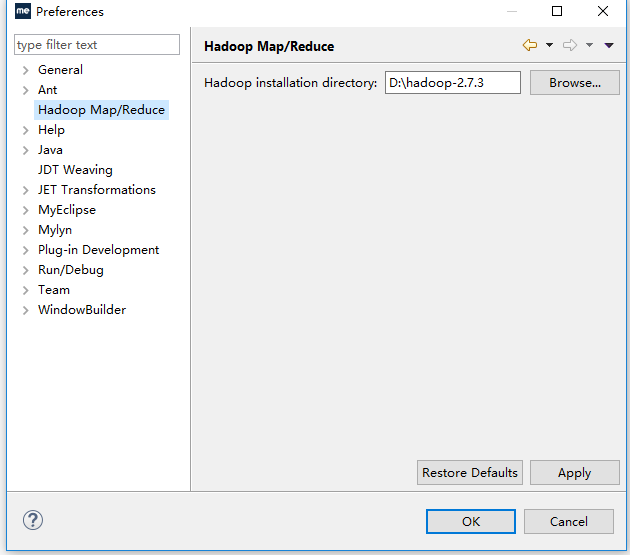 me Preferences
type filter text
General
Ant
Hadoop Map/Reduce
Help
Java
JDT Weaving
JET Transformations
MyEclipse
Mylyn
Plug-in Development
Run/Debug
Team
WindowBuilder
Hadoop Map/Reduce
Hadoop installation directory: D:\hadoop-2.7.3 Browse...
Restore Defaults Apply
? OK Cancel